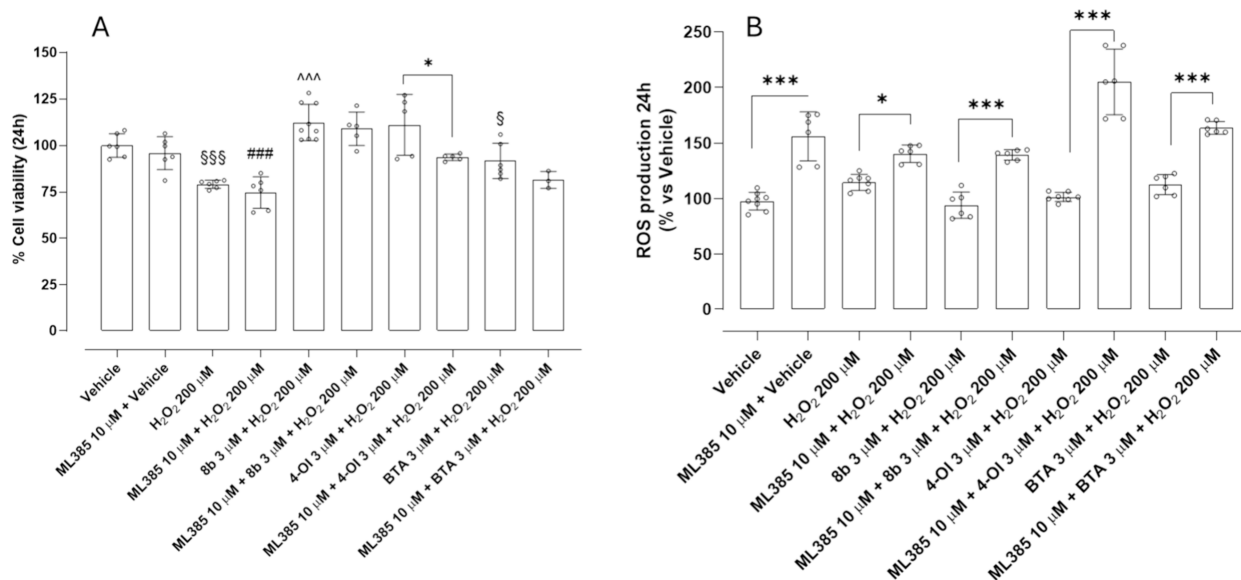 A
% Cell viability (24h)
150
125
100
75
50
25
0
§§§
###
^^^
*
§
Vehicle
ML385 10 µM + Vehicle
H₂O₂ 200 µM
ML385 10 µM + H₂O₂ 200 µM
8b 3 µM + H₂O₂ 200 µM
ML385 10 µM + 8b 3 µM + H₂O₂ 200 µM
4-OI 3 µM + H₂O₂ 200 µM
ML385 10 µM + 4-OI 3 µM + H₂O₂ 200 µM
BTA 3 µM + H₂O₂ 200 µM
ML385 10 µM + BTA 3 µM + H₂O₂ 200 µM
B
ROS production 24h
(% vs Vehicle)
250
200
150
100
50
0
***
*
***
***
***
Vehicle
ML385 10 µM + Vehicle
H₂O₂ 200 µM
ML385 10 µM + H₂O₂ 200 µM
8b 3 µM + H₂O₂ 200 µM
ML385 10 µM + 8b 3 µM + H₂O₂ 200 µM
4-OI 3 µM + H₂O₂ 200 µM
ML385 10 µM + 4-OI 3 µM + H₂O₂ 200 µM
BTA 3 µM + H₂O₂ 200 µM
ML385 10 µM + BTA 3 µM + H₂O₂ 200 µM